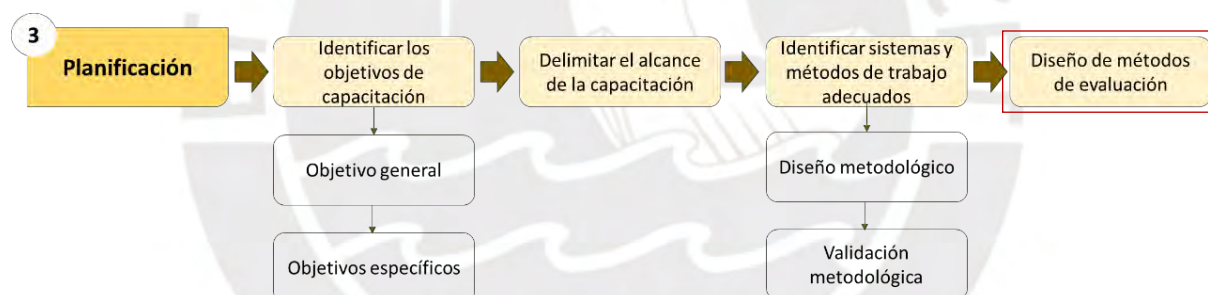 3
Planificación
Identificar los
objetivos de
capacitación
Delimitar el alcance
de la capacitación
Identificar sistemas y
métodos de trabajo
adecuados
Diseño de métodos
de evaluación
Objetivo general
Diseño metodológico
Objetivos específicos
Validación
metodológica